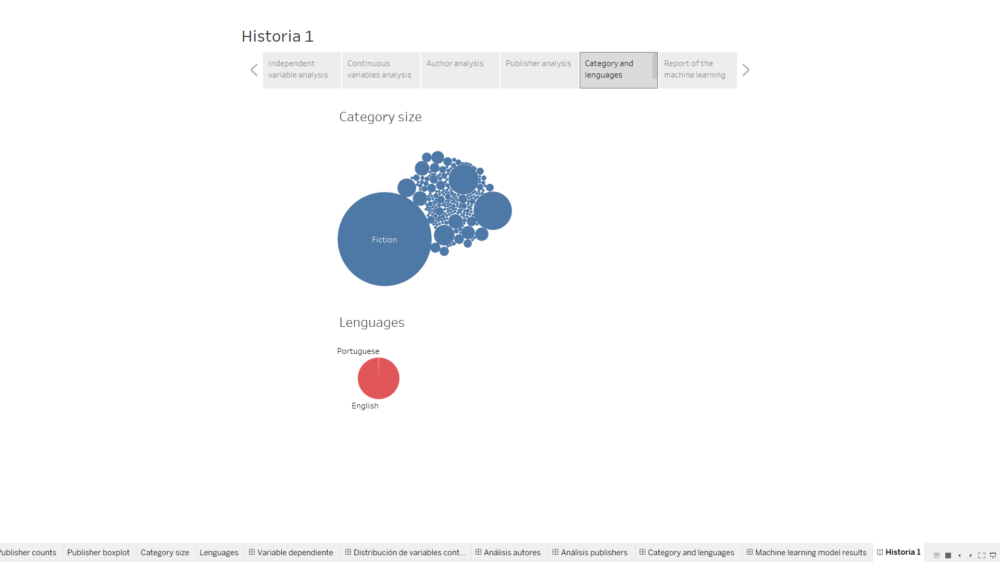 Historia 1
Independent
variable analysis
Continuous
variables analysis
Author analysis
Publisher analysis
Category and
lenguages
Report of the
machine learning
Category size
Fiction
Lenguages
Portuguese
English
Publisher counts
Publisher boxplot
Category size
Lenguages
Variable dependiente
Distribución de variables cont...
Análisis autores
Análisis publishers
Category and lenguages
Machine learning model results
Historia 1